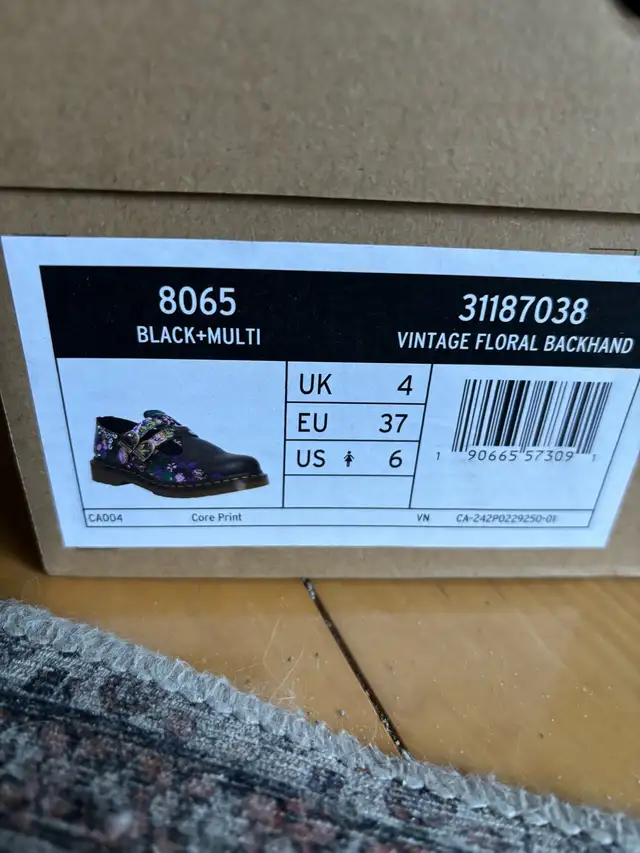 8065
BLACK+MULTI
31187038
VINTAGE FLORAL BACKHAND
UK 4
EU 37
US 6
1 90665 57309 1
CA004 Core Print VN CA-242P0229250-01